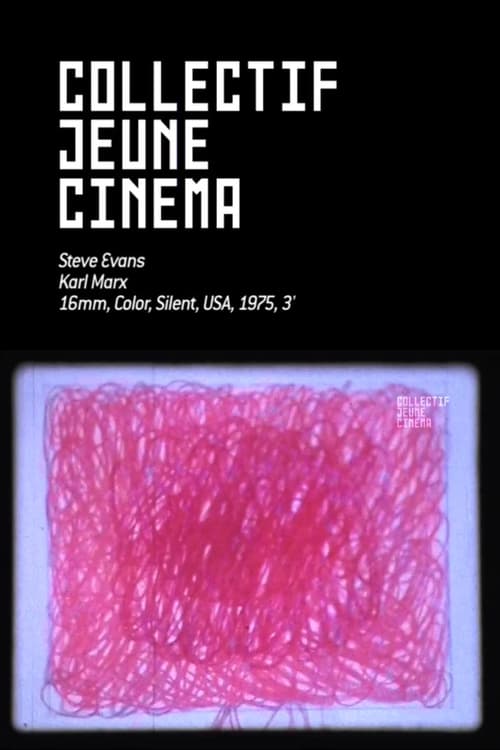 COLLECTIF
JEUNE
CINEMA
Steve Evans
Karl Marx
16mm, Color, Silent, USA, 1975, 3'
COLLECTIF
JEUNE
CINEMA